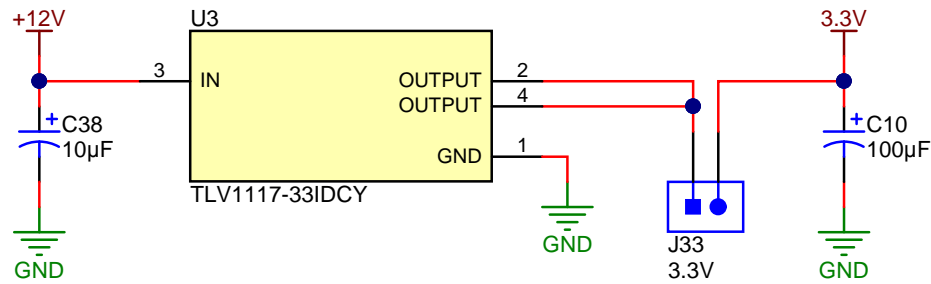 +12V
U3
3.3V
3
IN
OUTPUT
2
OUTPUT
4
+
C38
10µF
+
C10
100µF
GND
1
TLV1117-33IDCY
GND
GND
J33
3.3V
GND